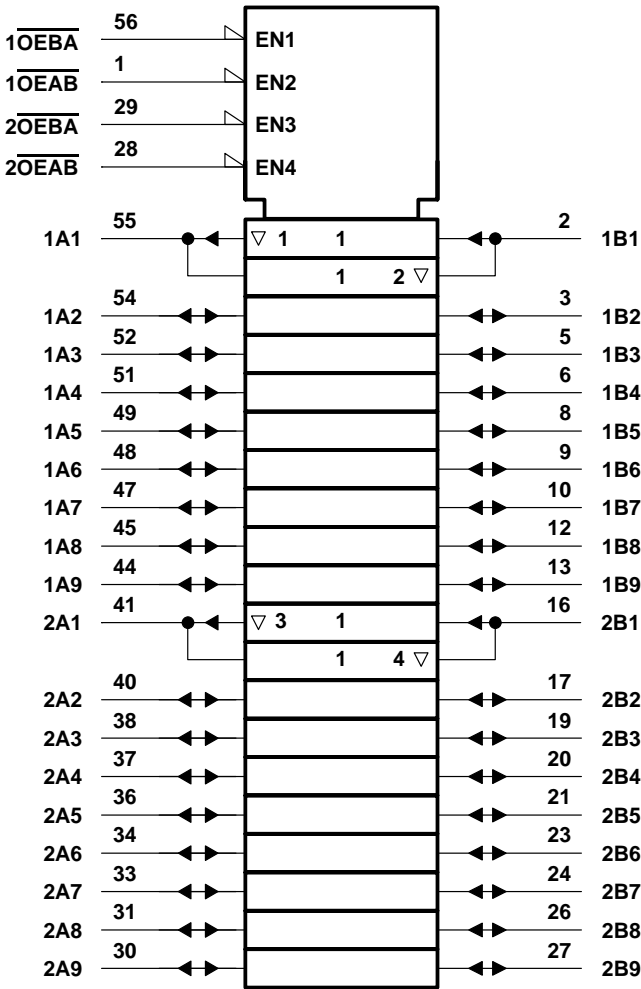 1OEBA 56 EN1
1OEAB 1 EN2
2OEBA 29 EN3
2OEAB 28 EN4
1A1 55 ▽ 1 1 2 1B1
1 2 ▽
1A2 54 3 1B2
1A3 52 5 1B3
1A4 51 6 1B4
1A5 49 8 1B5
1A6 48 9 1B6
1A7 47 10 1B7
1A8 45 12 1B8
1A9 44 13 1B9
2A1 41 ▽ 3 1 16 2B1
1 4 ▽
2A2 40 17 2B2
2A3 38 19 2B3
2A4 37 20 2B4
2A5 36 21 2B5
2A6 34 23 2B6
2A7 33 24 2B7
2A8 31 26 2B8
2A9 30 27 2B9